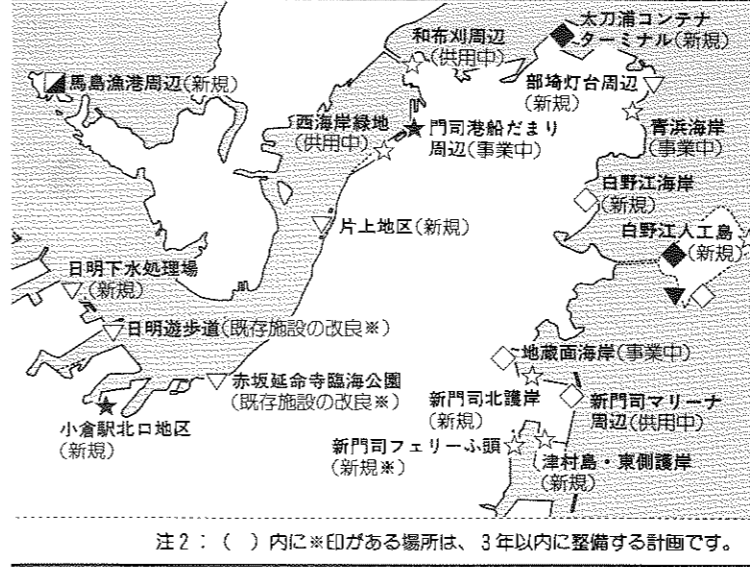 太刀浦コンテナ
ターミナル(新規)
和布刈周辺
(供用中)
馬島漁港周辺(新規)
部埼灯台周辺
(新規)
西海岸緑地
(供用中)
門司港船だまり
周辺(事業中)
青浜海岸
(事業中)
白野江海岸
(新規)
片上地区(新規)
白野江人工島
(新規)
日明下水処理場
(新規)
日明遊歩道(既存施設の改良※)
地蔵面海岸(事業中)
赤坂延命寺臨海公園
(既存施設の改良※)
新門司北護岸
(新規)
新門司マリーナ
周辺(供用中)
小倉駅北口地区
(新規)
新門司フェリーふ頭
(新規※)
津村島・東側護岸
(新規)
注2:( )内に※印がある場所は、3年以内に整備する計画です。